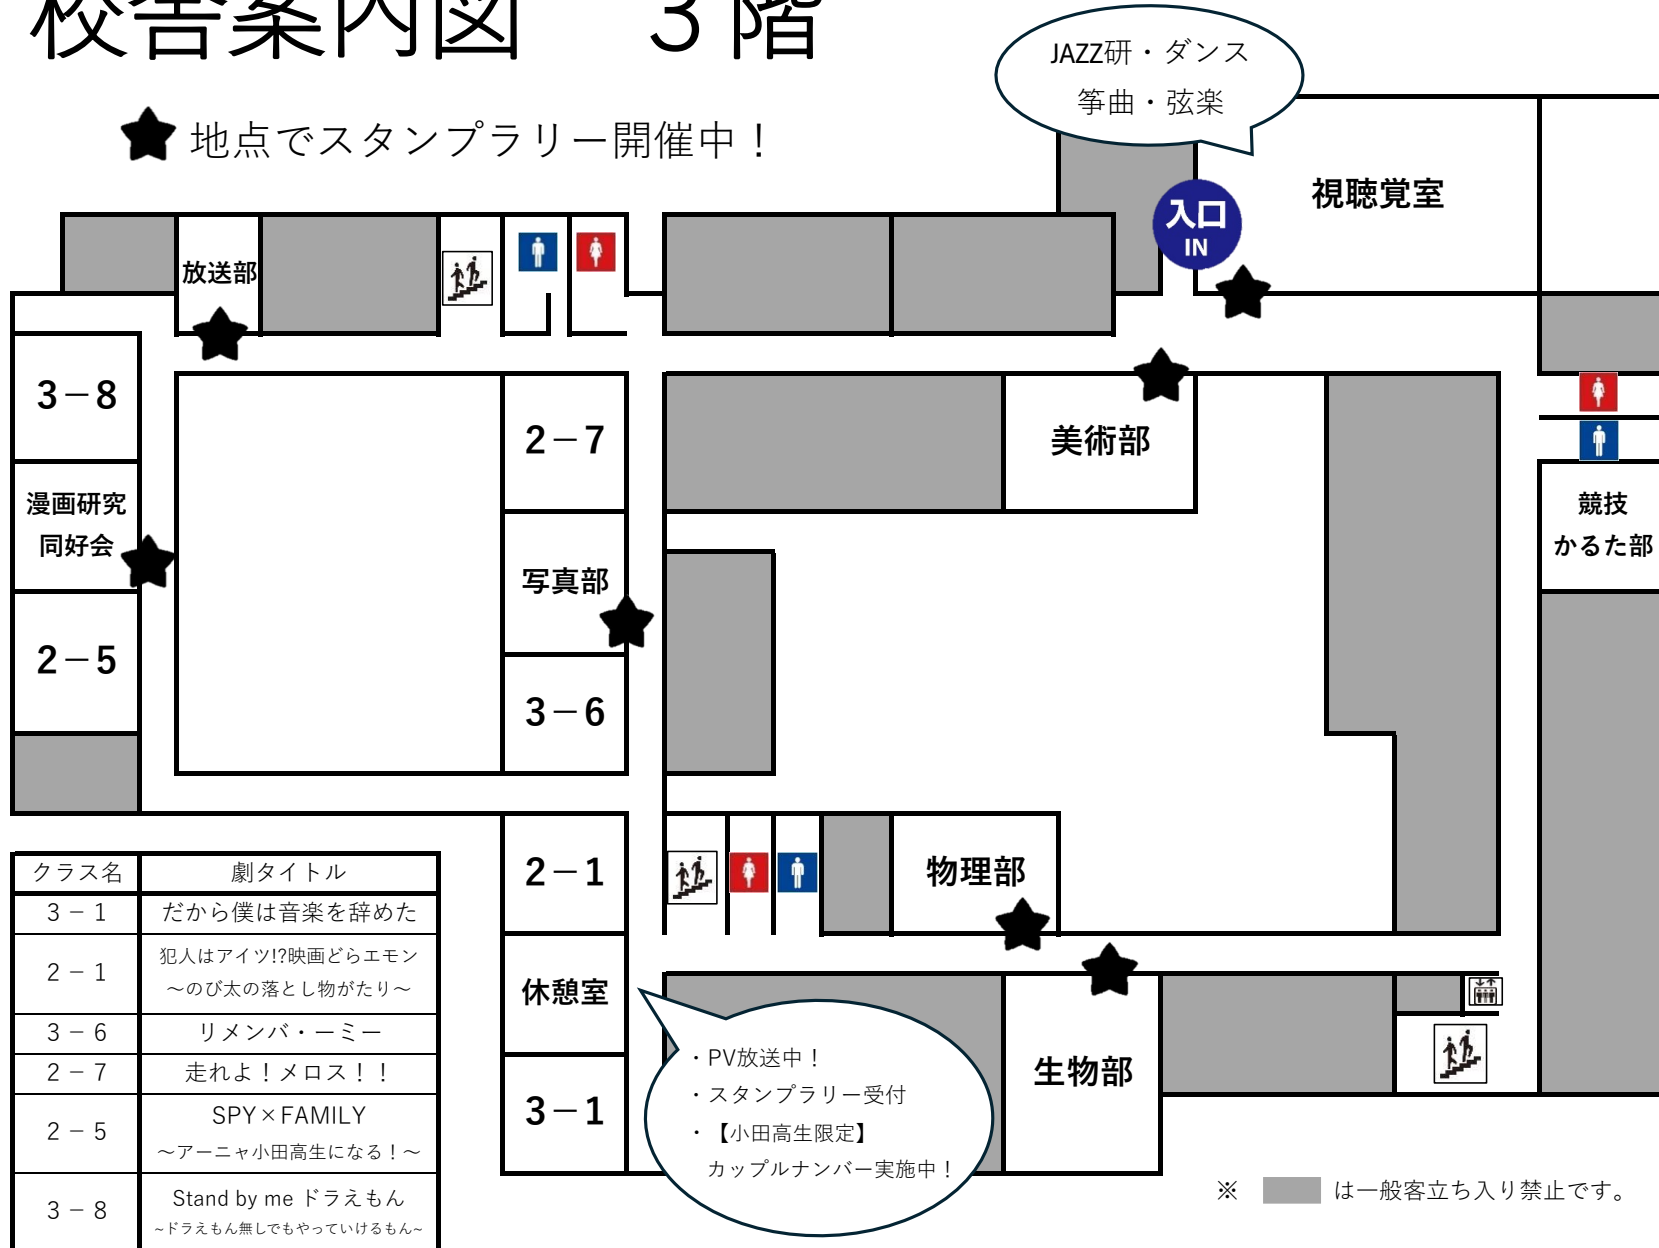 校舎案内図　３階
地点でスタンプラリー開催中！
JAZZ研・ダンス
筝曲・弦楽
視聴覚室
入口
IN
放送部
3－8
2－7
美術部
漫画研究
同好会
競技
かるた部
写真部
2－5
3－6
2－1
物理部
休憩室
3－1
生物部
・PV放送中！
・スタンプラリー受付
・【小田高生限定】
カップルナンバー実施中！
クラス名 劇タイトル
3－1 だから僕は音楽を辞めた
2－1 犯人はアイツ!?映画どらエモン
～のび太の落とし物がたり～
3－6 リメンバ・ーミー
2－7 走れよ！メロス！！
2－5 SPY×FAMILY
～アーニャ小田高生になる！～
3－8 Stand by me ドラえもん
~ドラえもん無しでもやっていけるもん~
※ は一般客立ち入り禁止です。